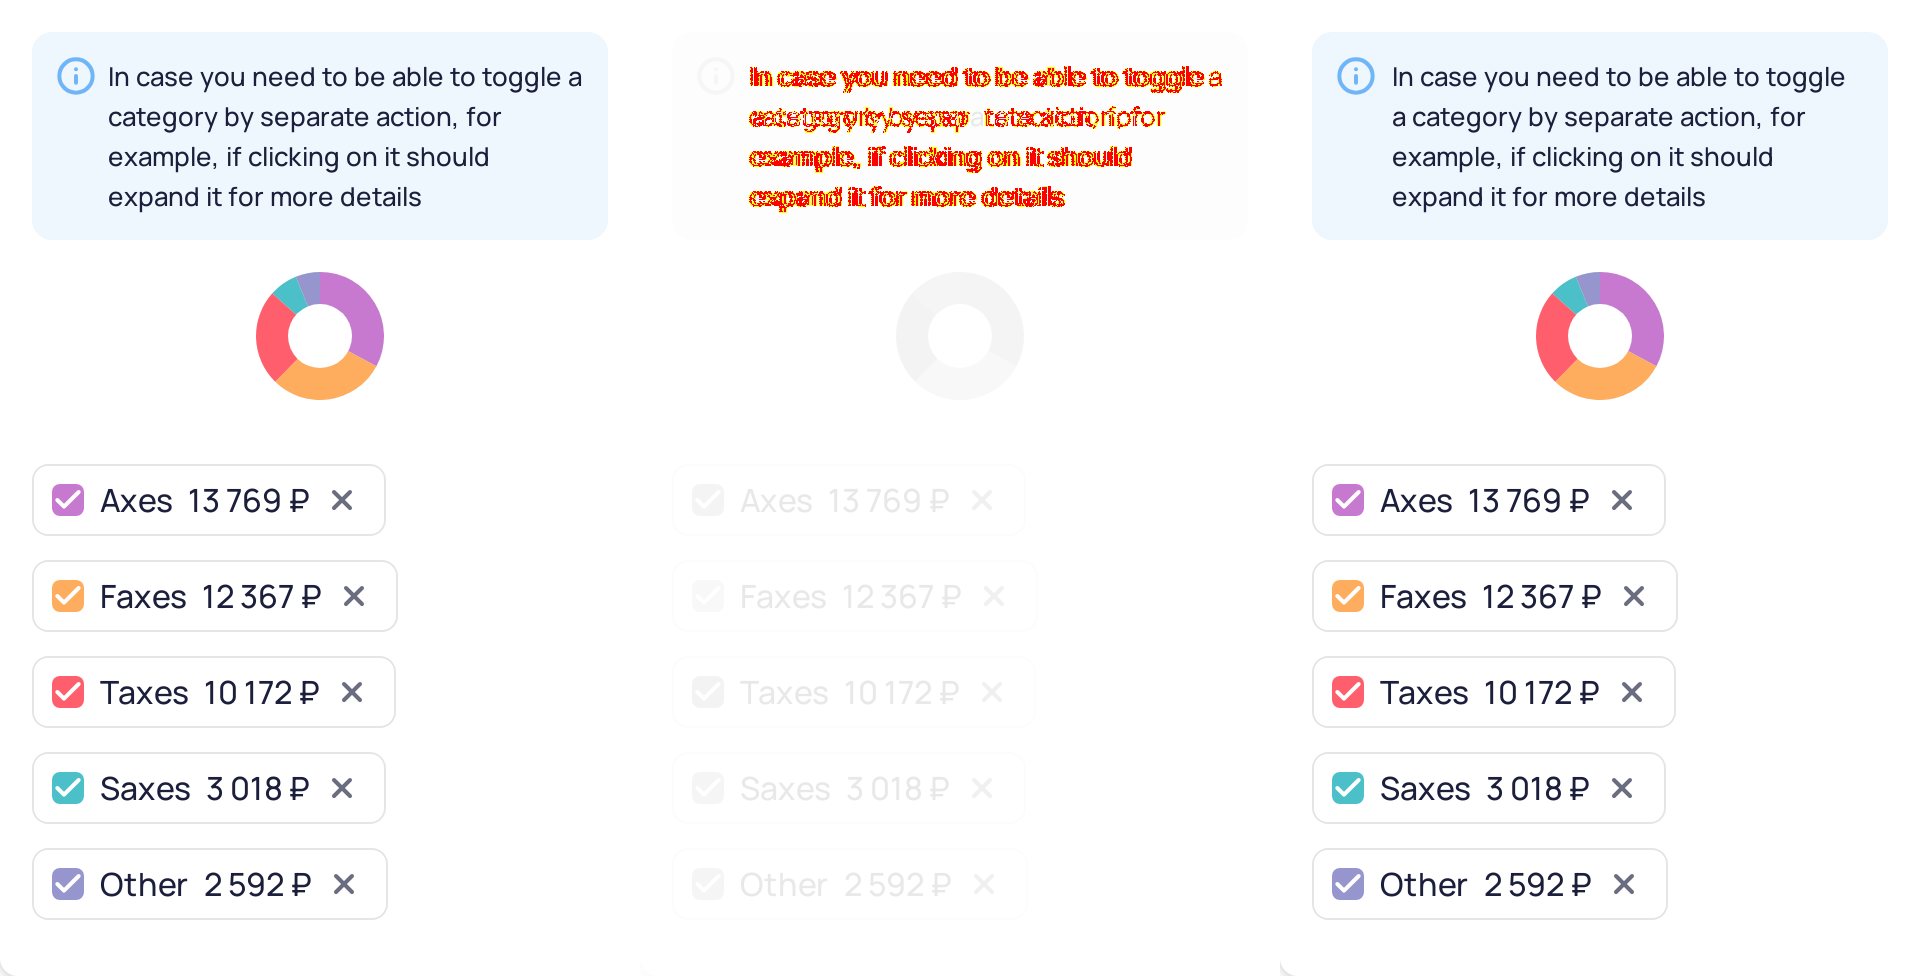 In case you need to be able to toggle a
category by separate action, for
example, if clicking on it should
expand it for more details
Axes 13 769 ₽
Faxes 12 367 ₽
Taxes 10 172 ₽
Saxes 3 018 ₽
Other 2 592 ₽
In case you need to be able to toggle a
example, if clicking on it should
expand it for more details
Axes 13 769 ₽
Faxes 12 367 ₽
Taxes 10 172 ₽
Saxes 3 018 ₽
Other 2 592 ₽
In case you need to be able to toggle
a category by separate action, for
example, if clicking on it should
expand it for more details
Axes 13 769 ₽
Faxes 12 367 ₽
Taxes 10 172 ₽
Saxes 3 018 ₽
Other 2 592 ₽